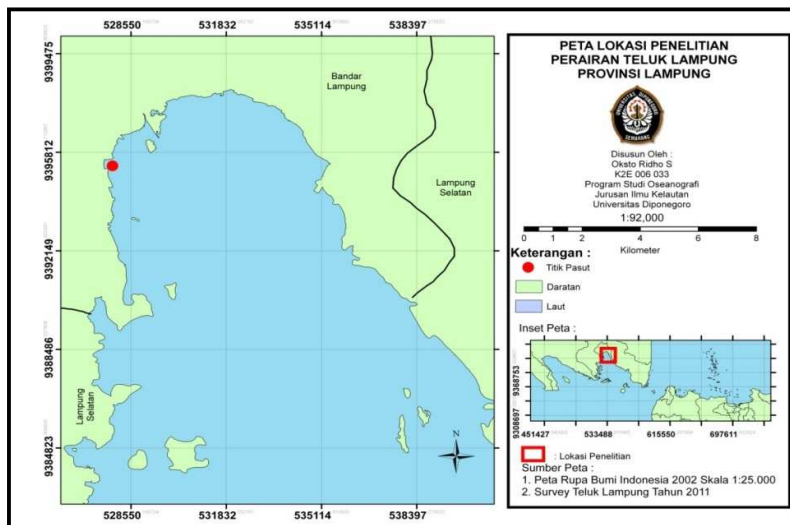 528550 531832 535114 538397
9399475
9395812
9392149
9388486
9384823
Bandar
Lampung
Lampung
Selatan
Lampung
Selatan
N
528550 531832 535114 538397
PETA LOKASI PENELITIAN
PERAIRAN TELUK LAMPUNG
PROVINSI LAMPUNG
UNIVERSITAS DIPONEGORO
SEMARANG
Disusun Oleh :
Oksto Ridho S
K2E 006 033
Program Studi Oseanografi
Jurusan Ilmu Kelautan
Universitas Diponegoro
1:92,000
0 1 2 4 6 8
Kilometer
Keterangan :
Titik Pasut
Daratan
Laut
Inset Peta :
9368753
9308697
451427 533488 615550 697611
: Lokasi Penelitian
Sumber Peta :
1. Peta Rupa Bumi Indonesia 2002 Skala 1:25.000
2. Survey Teluk Lampung Tahun 2011